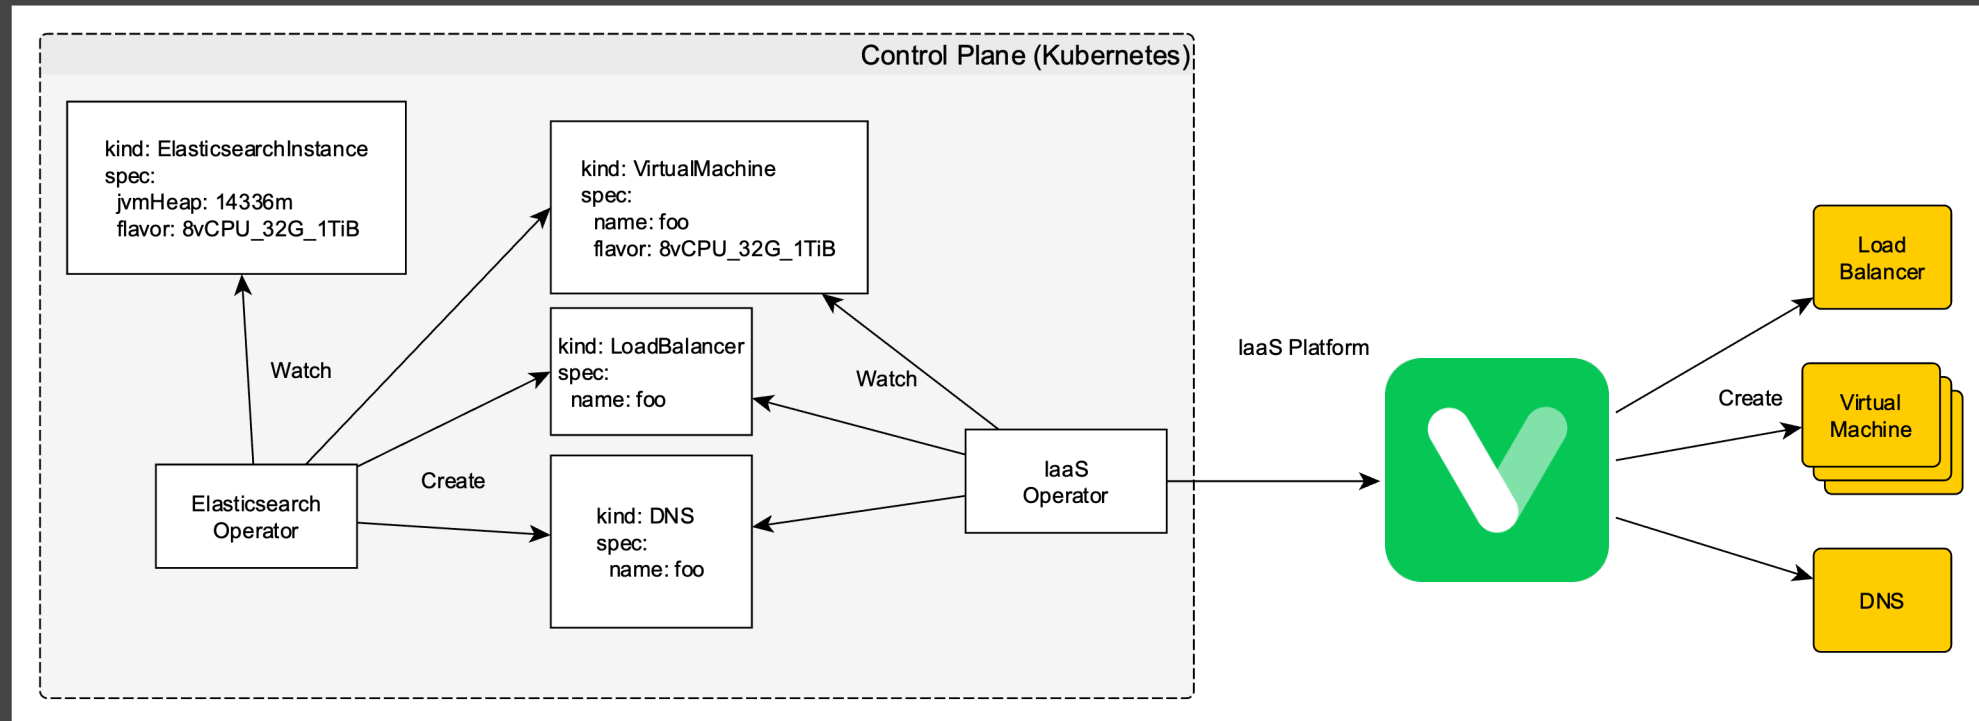 Control Plane (Kubernetes)
kind: ElasticsearchInstance
spec:
jvmHeap: 14336m
flavor: 8vCPU_32G_1TiB
kind: VirtualMachine
spec:
name: foo
flavor: 8vCPU_32G_1TiB
kind: LoadBalancer
spec:
name: foo
kind: DNS
spec:
name: foo
Watch
Create
Elasticsearch
Operator
Watch
IaaS
Operator
IaaS Platform
Create
Load
Balancer
Virtual
Machine
DNS